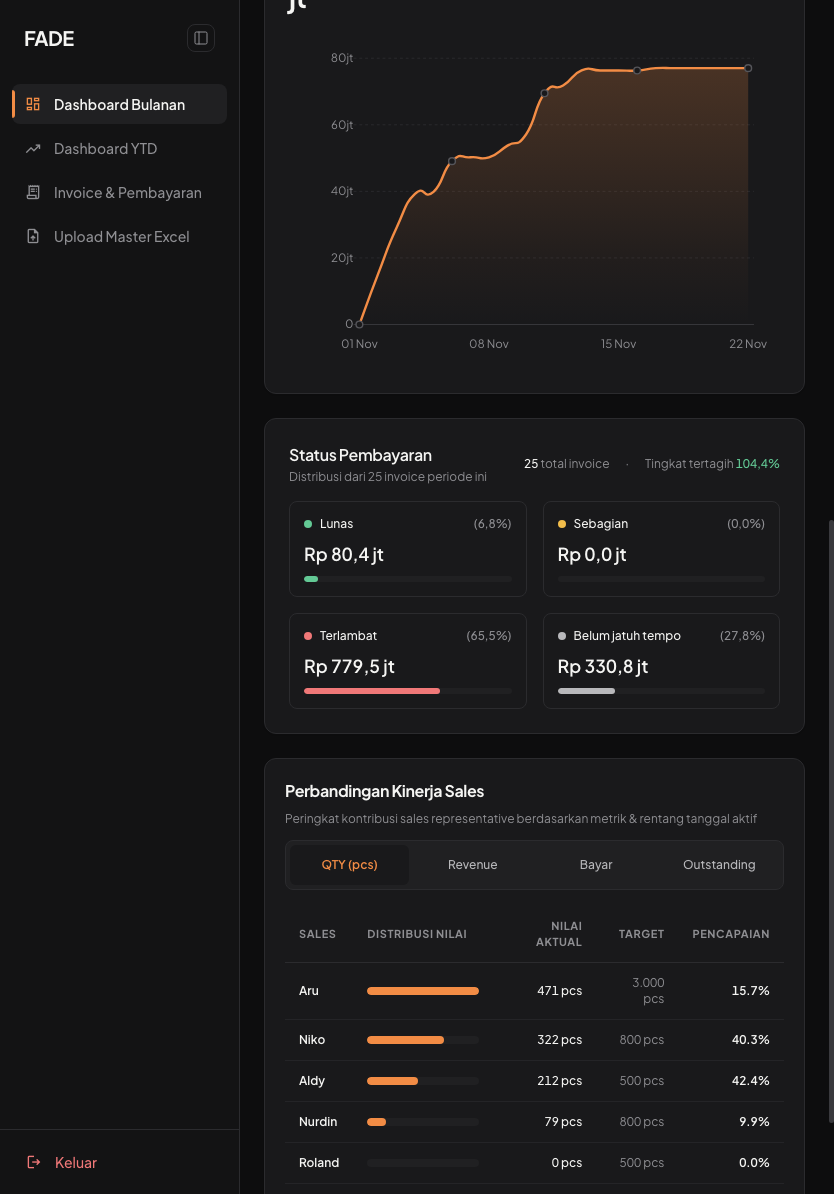 FADE
Dashboard Bulanan
Dashboard YTD
Invoice & Pembayaran
Upload Master Excel
Keluar
jt
80jt
60jt
40jt
20jt
0
01 Nov 08 Nov 15 Nov 22 Nov
Status Pembayaran
Distribusi dari 25 invoice periode ini
25 total invoice · Tingkat tertagih 104,4%
Lunas (6,8%)
Rp 80,4 jt
Sebagian (0,0%)
Rp 0,0 jt
Terlambat (65,5%)
Rp 779,5 jt
Belum jatuh tempo (27,8%)
Rp 330,8 jt
Perbandingan Kinerja Sales
Peringkat kontribusi sales representative berdasarkan metrik & rentang tanggal aktif
QTY (pcs) Revenue Bayar Outstanding
SALES DISTRIBUSI NILAI NILAI AKTUAL TARGET PENCAPAIAN
Aru 471 pcs 3.000 pcs 15.7%
Niko 322 pcs 800 pcs 40.3%
Aldy 212 pcs 500 pcs 42.4%
Nurdin 79 pcs 800 pcs 9.9%
Roland 0 pcs 500 pcs 0.0%